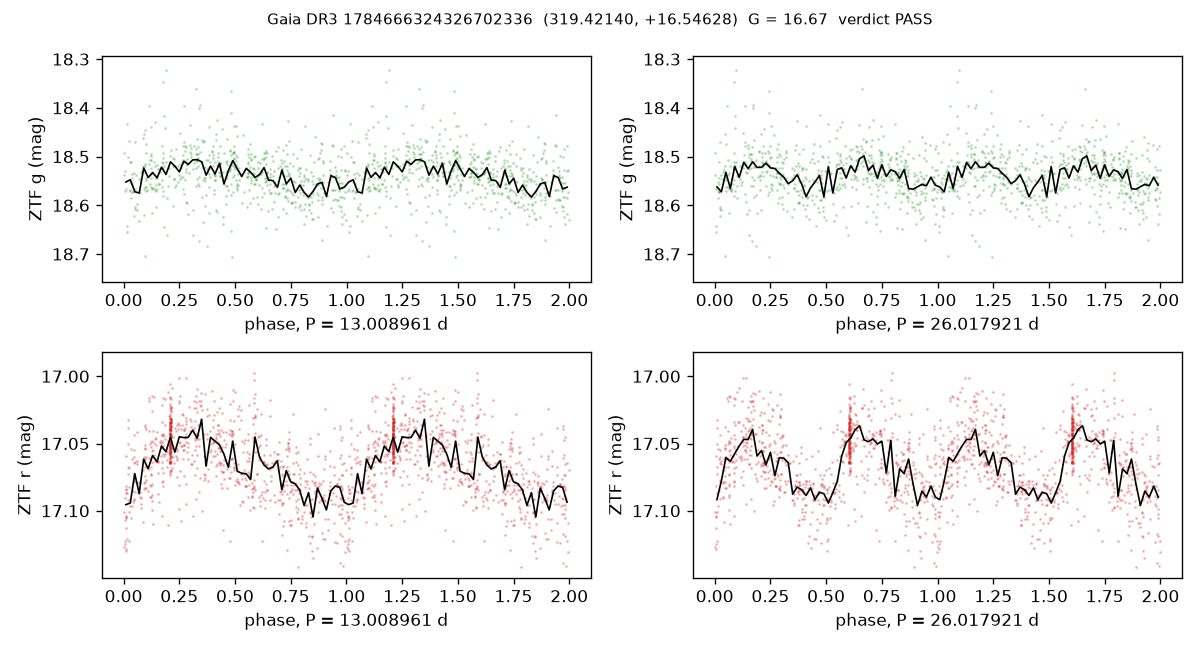 Gaia DR3 1784666324326702336  (319.42140, +16.54628)  G = 16.67  verdict PASS
18.3
18.4
18.5
18.6
18.7
ZTF g (mag)
0.00 0.25 0.50 0.75 1.00 1.25 1.50 1.75 2.00
phase, P = 13.008961 d
18.3
18.4
18.5
18.6
18.7
ZTF g (mag)
0.00 0.25 0.50 0.75 1.00 1.25 1.50 1.75 2.00
phase, P = 26.017921 d
17.00
17.05
17.10
ZTF r (mag)
0.00 0.25 0.50 0.75 1.00 1.25 1.50 1.75 2.00
phase, P = 13.008961 d
17.00
17.05
17.10
ZTF r (mag)
0.00 0.25 0.50 0.75 1.00 1.25 1.50 1.75 2.00
phase, P = 26.017921 d